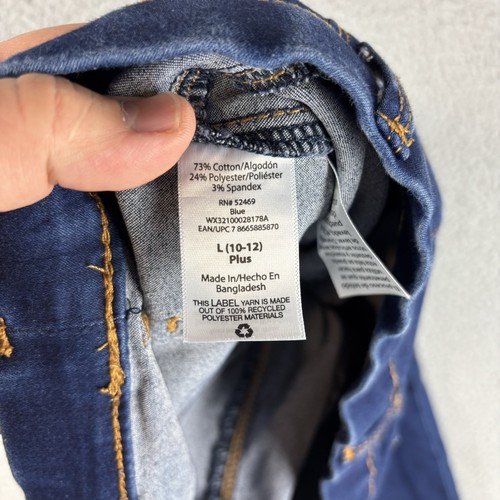 73% Cotton/Algodón
24% Polyester/Poliéster
3% Spandex
RN# 52469
Blue
WX32100028178A
EAN/UPC 7 8665885870
L (10-12)
Plus
Made In/Hecho En
Bangladesh
THIS LABEL YARN IS MADE
OUT OF 100% RECYCLED
POLYESTER MATERIALS